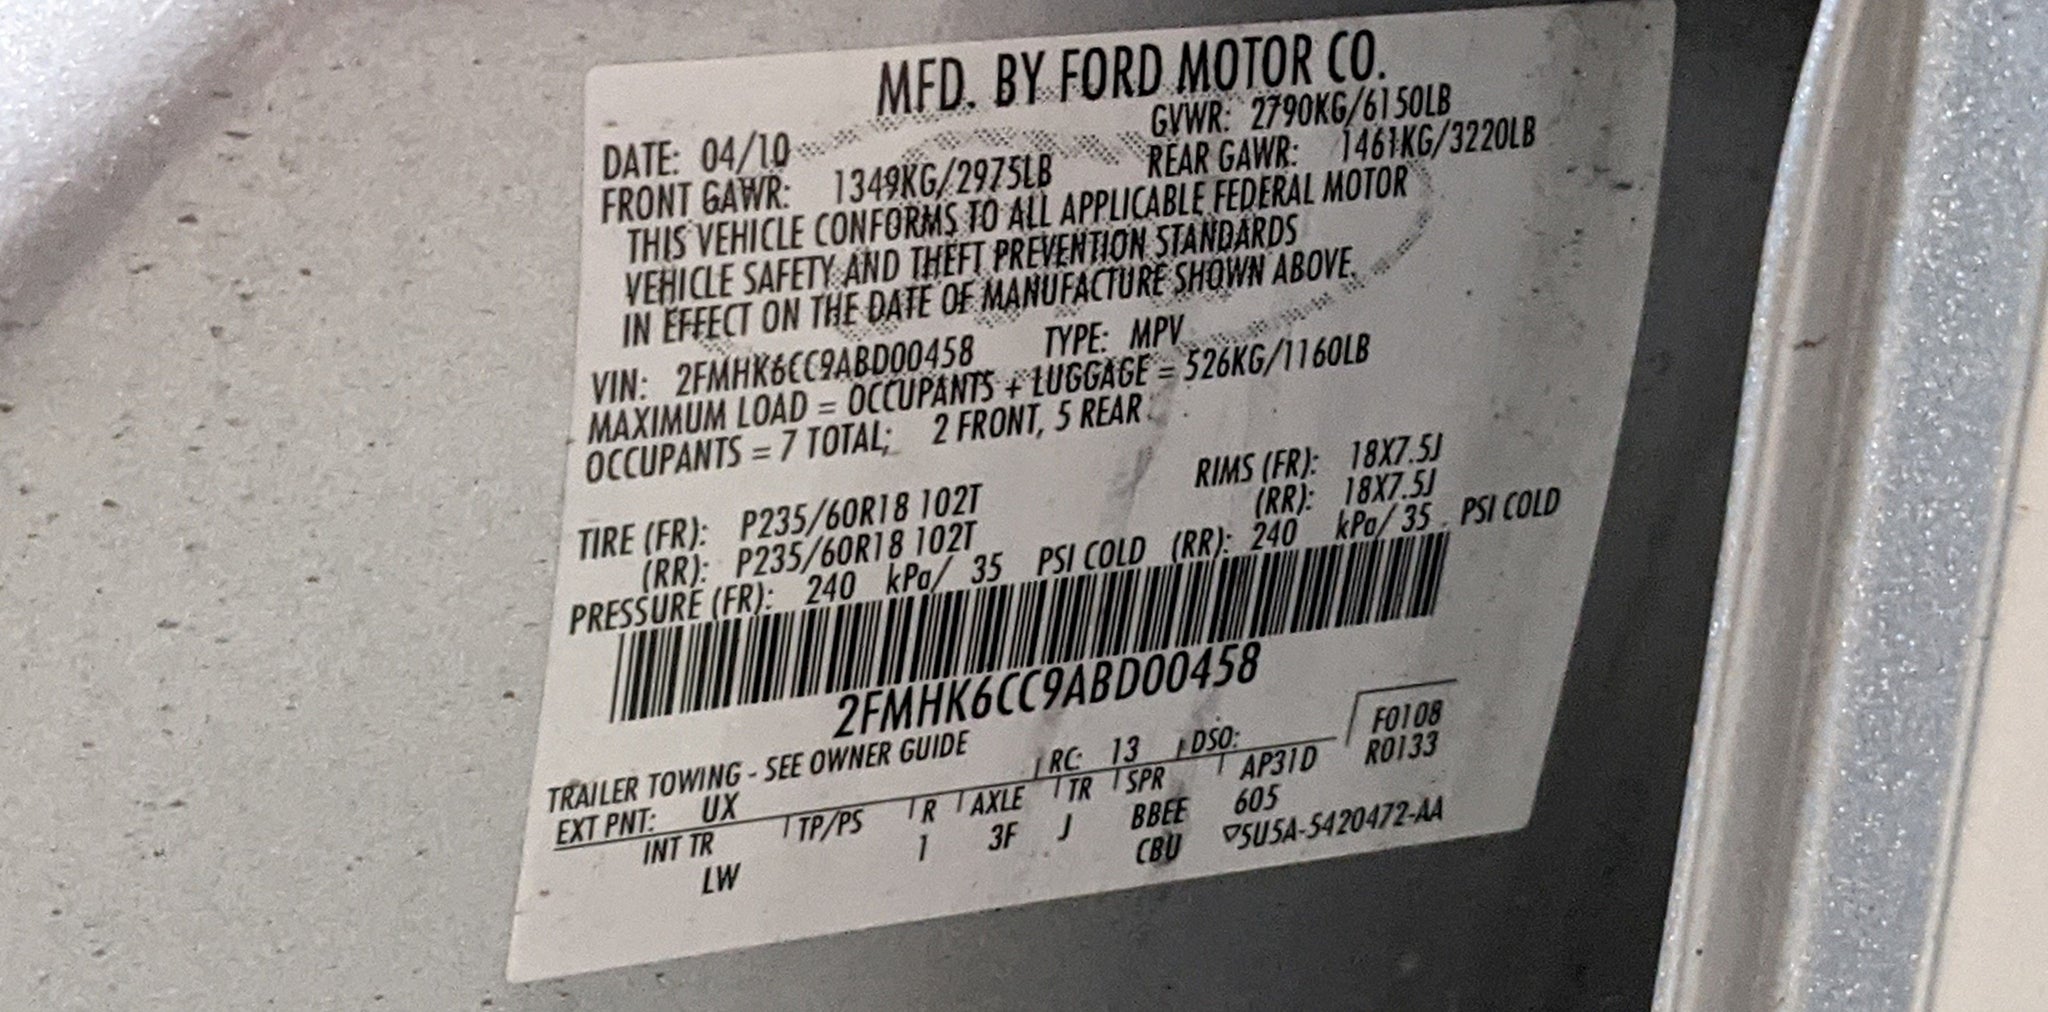 MFD. BY FORD MOTOR CO.
DATE: 04/10 GVWR: 2790KG/6150LB
FRONT GAWR: 1349KG/2975LB REAR GAWR: 1461KG/3220LB
THIS VEHICLE CONFORMS TO ALL APPLICABLE FEDERAL MOTOR
VEHICLE SAFETY AND THEFT PREVENTION STANDARDS
IN EFFECT ON THE DATE OF MANUFACTURE SHOWN ABOVE.
VIN: 2FMHK6CC9ABD00458 TYPE: MPV
MAXIMUM LOAD = OCCUPANTS + LUGGAGE = 526KG/1160LB
OCCUPANTS = 7 TOTAL; 2 FRONT, 5 REAR
TIRE (FR): P235/60R18 102T RIMS (FR): 18X7.5J
(RR): P235/60R18 102T (RR): 18X7.5J
PRESSURE (FR): 240 kPa/ 35 PSI COLD (RR): 240 kPa/ 35 PSI COLD
2FMHK6CC9ABD00458
TRAILER TOWING - SEE OWNER GUIDE
EXT PNT: UX RC: 13 DSO: F0108
INT TR TP/PS R AXLE TR SPR AP31D R0133
LW 1 3F J BBEE 605
CBU ▽5U5A-5420472-AA